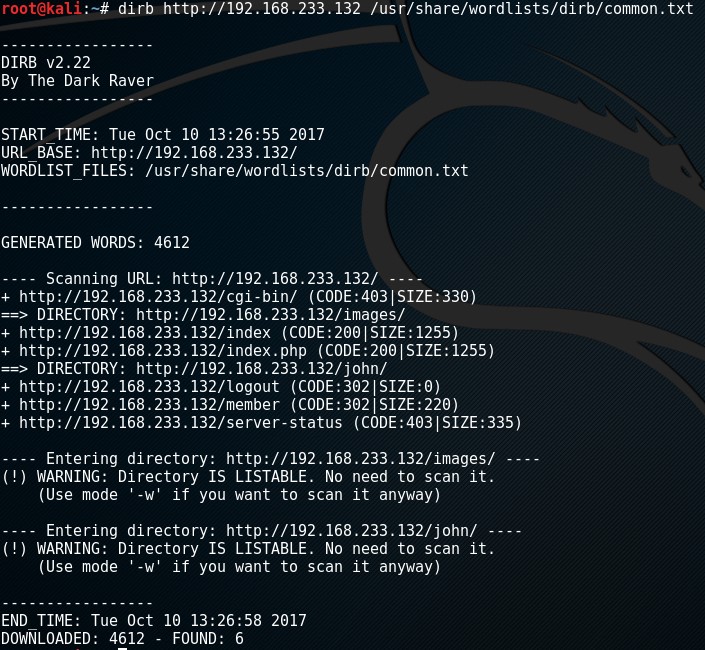 root@kali:~# dirb http://192.168.233.132 /usr/share/wordlists/dirb/common.txt
-----------------
DIRB v2.22
By The Dark Raver
-----------------
START_TIME: Tue Oct 10 13:26:55 2017
URL_BASE: http://192.168.233.132/
WORDLIST_FILES: /usr/share/wordlists/dirb/common.txt
-----------------
GENERATED WORDS: 4612
---- Scanning URL: http://192.168.233.132/ ----
+ http://192.168.233.132/cgi-bin/ (CODE:403|SIZE:330)
==> DIRECTORY: http://192.168.233.132/images/
+ http://192.168.233.132/index (CODE:200|SIZE:1255)
+ http://192.168.233.132/index.php (CODE:200|SIZE:1255)
==> DIRECTORY: http://192.168.233.132/john/
+ http://192.168.233.132/logout (CODE:302|SIZE:0)
+ http://192.168.233.132/member (CODE:302|SIZE:220)
+ http://192.168.233.132/server-status (CODE:403|SIZE:335)
---- Entering directory: http://192.168.233.132/images/ ----
(!) WARNING: Directory IS LISTABLE. No need to scan it.
    (Use mode '-w' if you want to scan it anyway)
---- Entering directory: http://192.168.233.132/john/ ----
(!) WARNING: Directory IS LISTABLE. No need to scan it.
    (Use mode '-w' if you want to scan it anyway)
-----------------
END_TIME: Tue Oct 10 13:26:58 2017
DOWNLOADED: 4612 - FOUND: 6